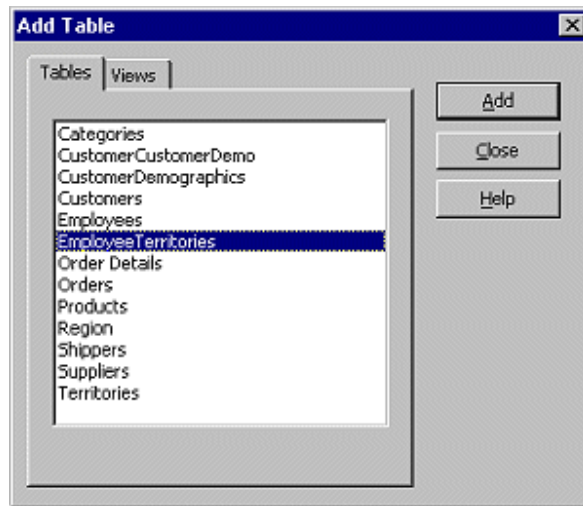 Add Table
Tables Views
Add
Close
Help
Categories
CustomerCustomerDemo
CustomerDemographics
Customers
Employees
EmployeeTerritories
Order Details
Orders
Products
Region
Shippers
Suppliers
Territories